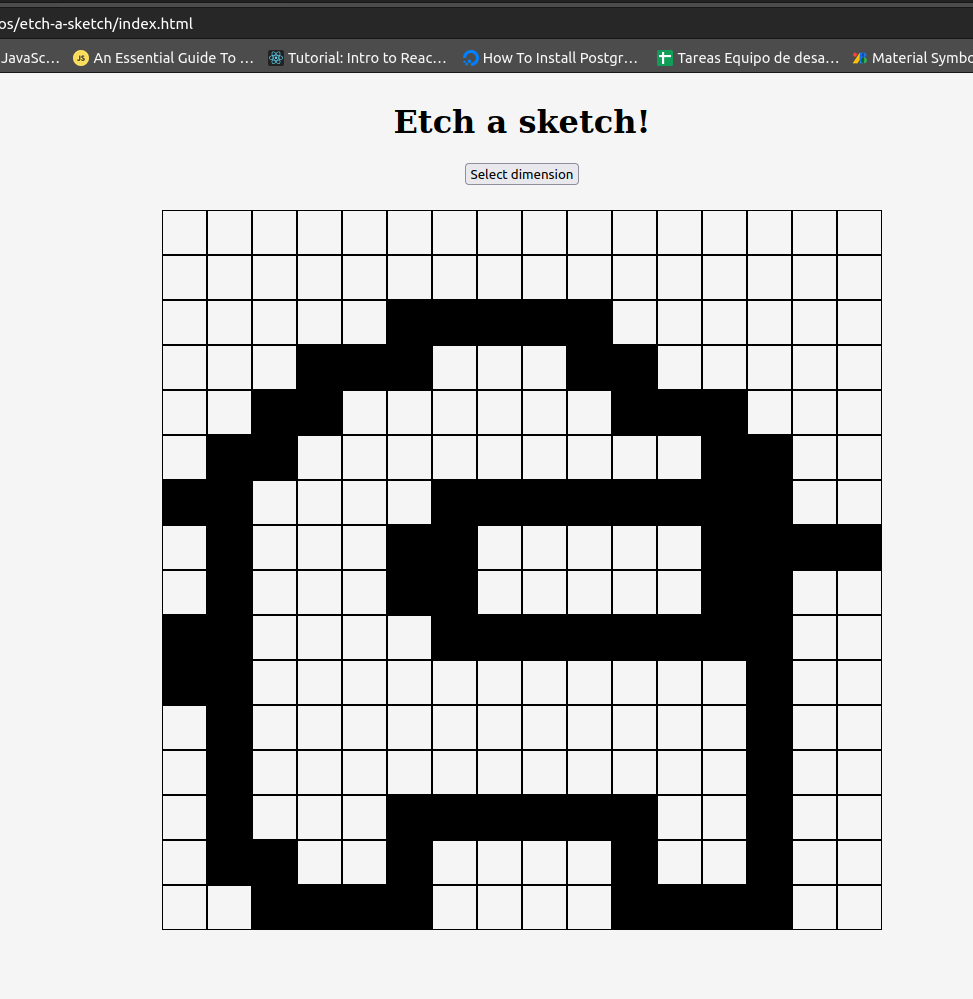 os/etch-a-sketch/index.html
JavaSc… An Essential Guide To … Tutorial: Intro to Reac… How To Install Postgr… Tareas Equipo de desa… Material Symbo
Etch a sketch!
Select dimension